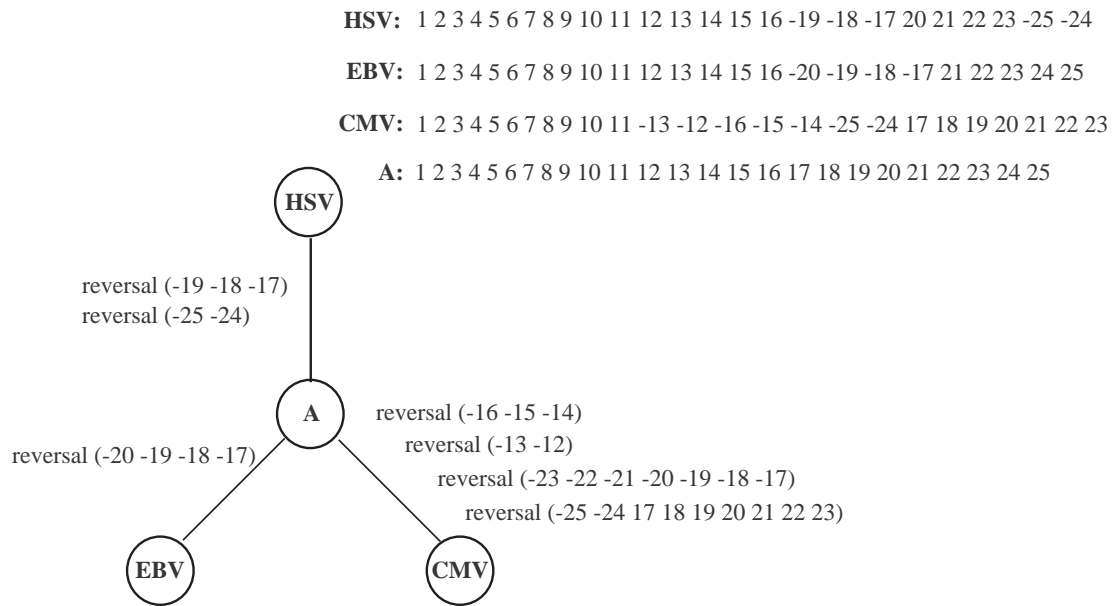 HSV: 1 2 3 4 5 6 7 8 9 10 11 12 13 14 15 16 -19 -18 -17 20 21 22 23 -25 -24
EBV: 1 2 3 4 5 6 7 8 9 10 11 12 13 14 15 16 -20 -19 -18 -17 21 22 23 24 25
CMV: 1 2 3 4 5 6 7 8 9 10 11 -13 -12 -16 -15 -14 -25 -24 17 18 19 20 21 22 23
A: 1 2 3 4 5 6 7 8 9 10 11 12 13 14 15 16 17 18 19 20 21 22 23 24 25
HSV
reversal (-19 -18 -17)
reversal (-25 -24)
A
reversal (-16 -15 -14)
reversal (-13 -12)
reversal (-20 -19 -18 -17)
reversal (-23 -22 -21 -20 -19 -18 -17)
reversal (-25 -24 17 18 19 20 21 22 23)
EBV
CMV